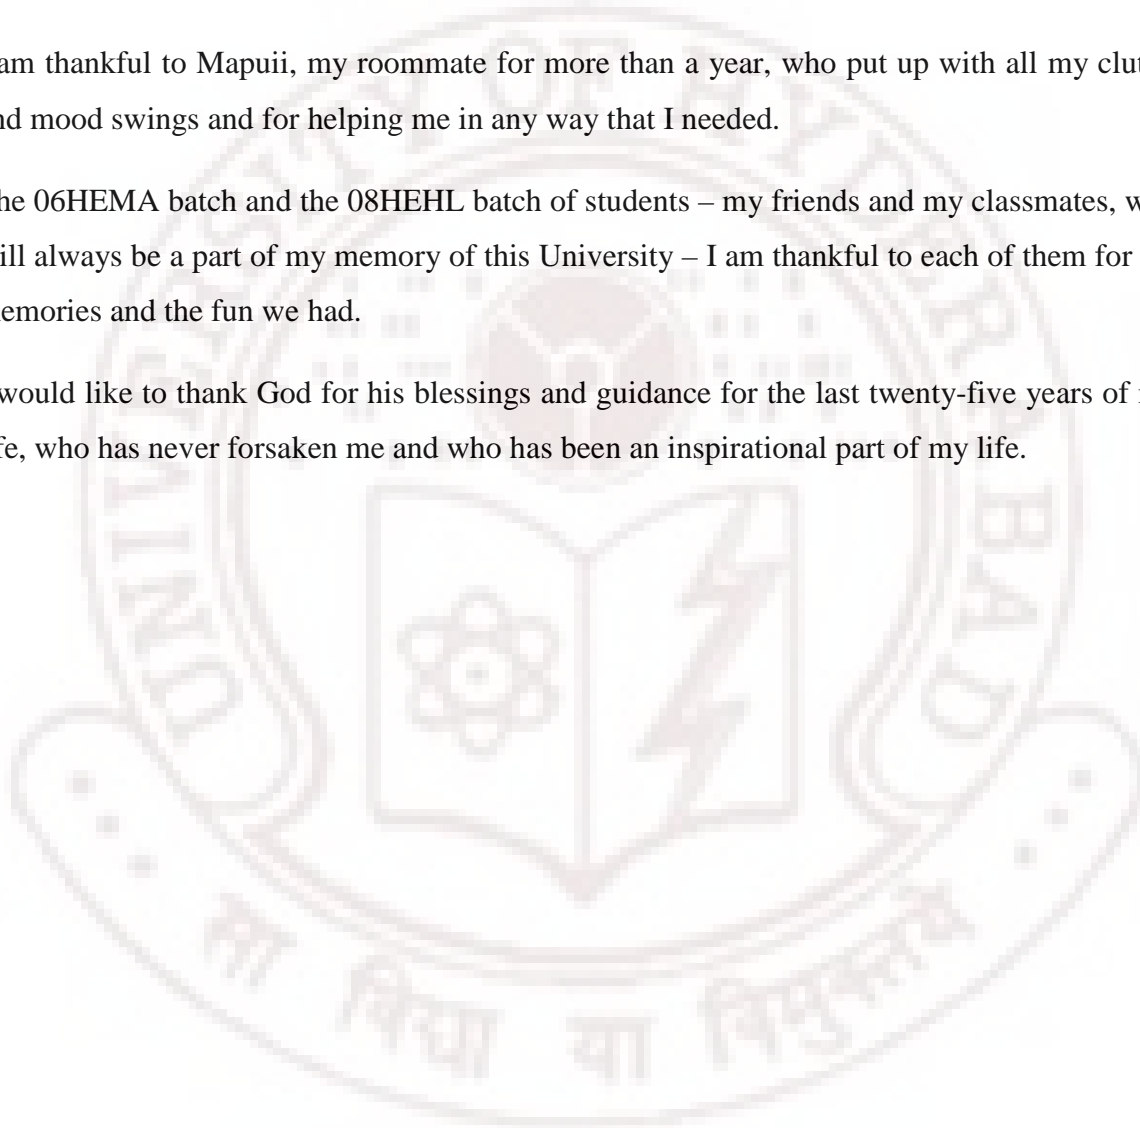 am thankful to Mapuii, my roommate for more than a year, who put up with all my clut
nd mood swings and for helping me in any way that I needed.
he 06HEMA batch and the 08HEHL batch of students – my friends and my classmates, w
ill always be a part of my memory of this University – I am thankful to each of them for
emories and the fun we had.
would like to thank God for his blessings and guidance for the last twenty-five years of
fe, who has never forsaken me and who has been an inspirational part of my life.
UNIVERSITY OF HYDERABAD
सा विद्या या विमुक्तये